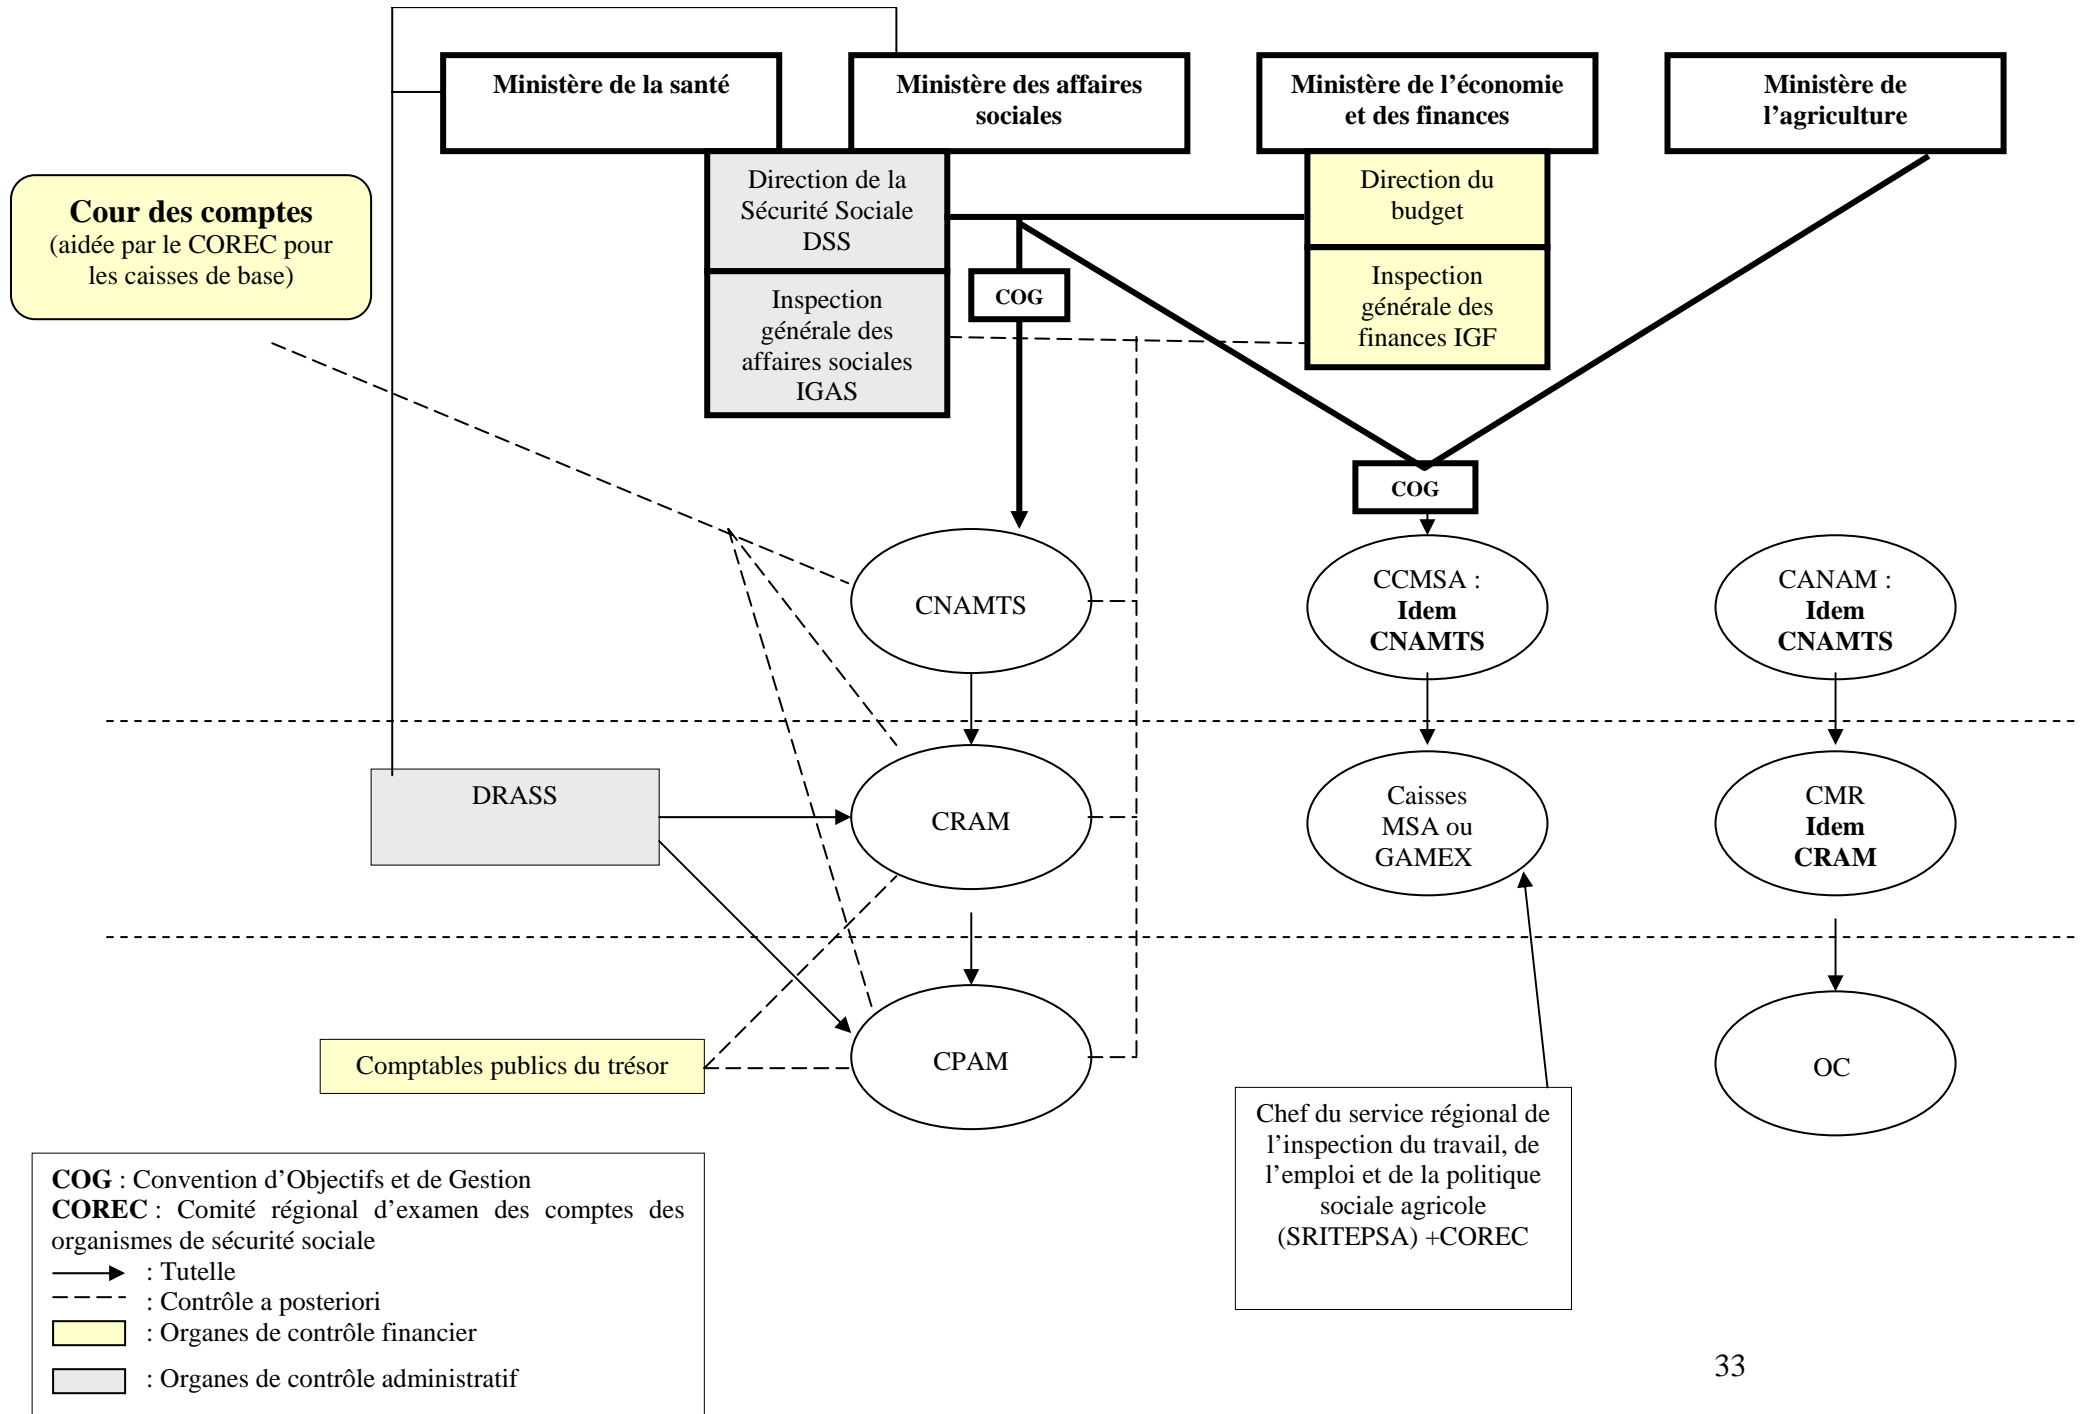 Ministère de la santé
Ministère des affaires
sociales
Ministère de l’économie
et des finances
Ministère de
l’agriculture
Cour des comptes
(aidée par le COREC pour
les caisses de base)
Direction de la
Sécurité Sociale
DSS
Inspection
générale des
affaires sociales
IGAS
COG
Direction du
budget
Inspection
générale des
finances IGF
COG
CNAMTS
CCMSA :
Idem
CNAMTS
CANAM :
Idem
CNAMTS
DRASS
CRAM
Caisses
MSA ou
GAMEX
CMR
Idem
CRAM
Comptables publics du trésor
CPAM
OC
Chef du service régional de
l’inspection du travail, de
l’emploi et de la politique
sociale agricole
(SRITEPSA) +COREC
COG : Convention d’Objectifs et de Gestion
COREC : Comité régional d’examen des comptes des
organismes de sécurité sociale
: Tutelle
: Contrôle a posteriori
: Organes de contrôle financier
: Organes de contrôle administratif
33